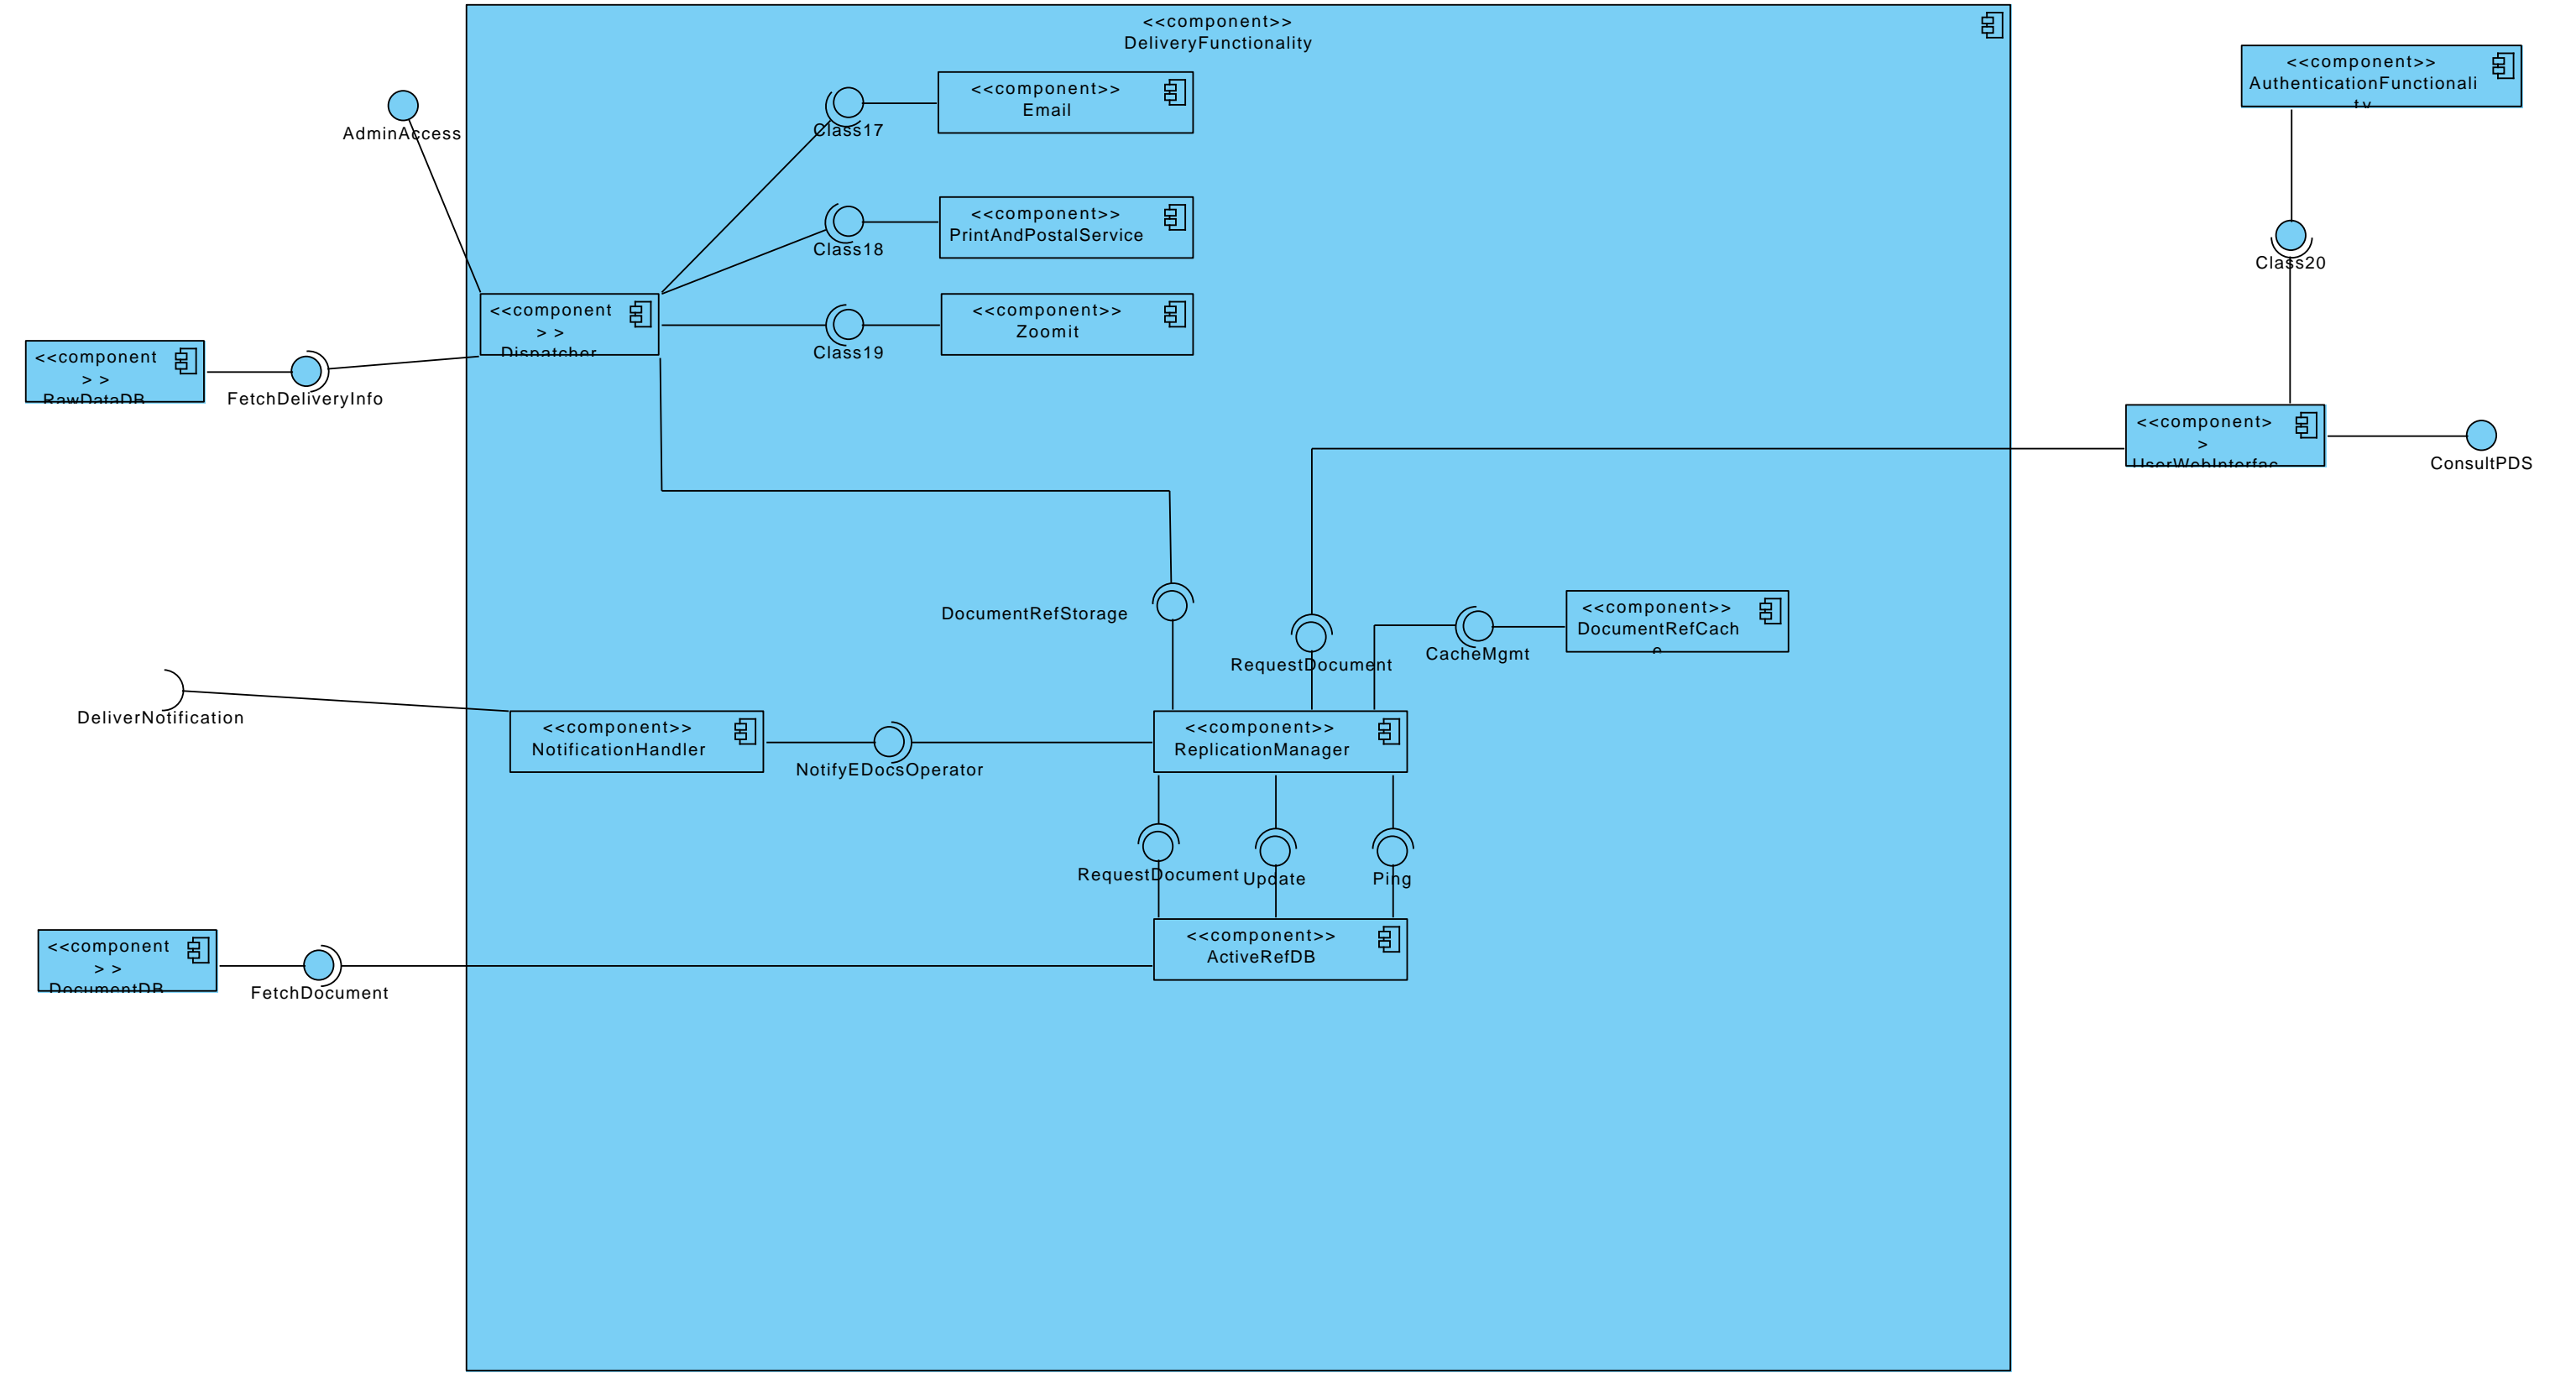 <<component>>
DeliveryFunctionality
<<component>>
AuthenticationFunctionali
ty
<<component>>
Email
AdminAccess
Class17
<<component>>
PrintAndPostalService
Class18
Class20
<<component
> >
Dispatcher
<<component>>
Zoomit
Class19
<<component
> >
RawDataDB
FetchDeliveryInfo
<<component>
>
UserWebInterfac
ConsultPDS
DocumentRefStorage
<<component>>
DocumentRefCach
e
RequestDocument
CacheMgmt
DeliverNotification
<<component>>
NotificationHandler
NotifyEDocsOperator
<<component>>
ReplicationManager
RequestDocument
Update
Ping
<<component>>
ActiveRefDB
<<component
> >
DocumentDB
FetchDocument